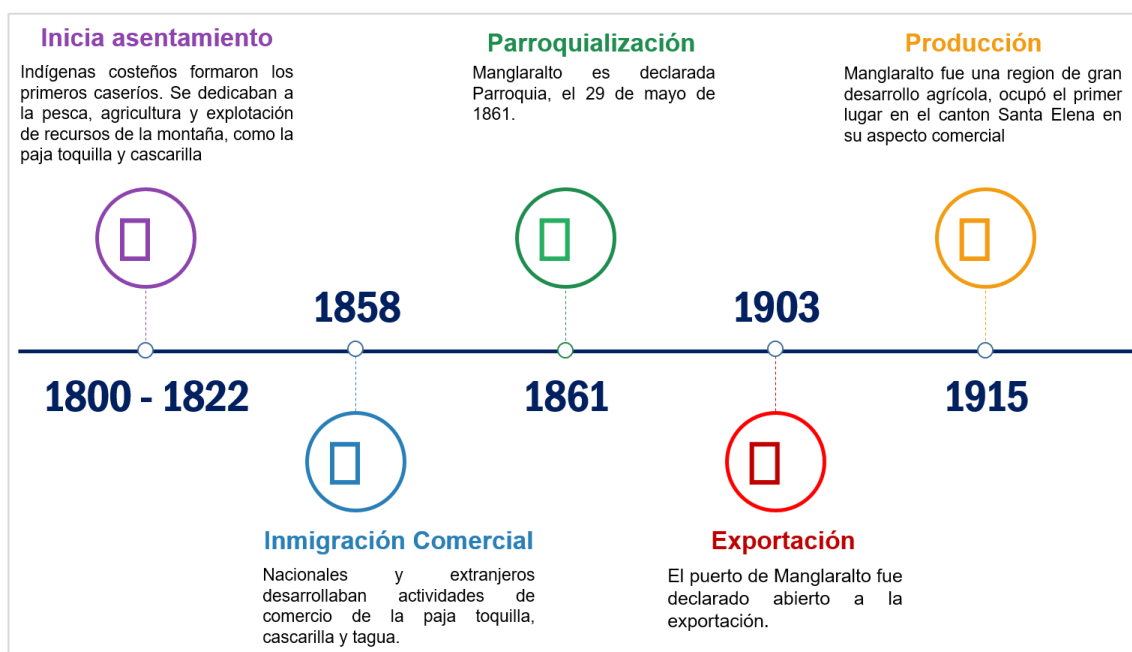 Inicia asentamiento
Indígenas costeños formaron los
primeros caseríos. Se dedicaban a
la pesca, agricultura y explotación
de recursos de la montaña, como la
paja toquilla y cascarilla
Parroquialización
Manglaralto es declarada
Parroquia, el 29 de mayo de
1861.
Producción
Manglaralto fue una region de gran
desarrollo agrícola, ocupó el primer
lugar en el canton Santa Elena en
su aspecto comercial
1858
1903
1800 - 1822
1861
1915
Inmigración Comercial
Nacionales y extranjeros
desarrollaban actividades de
comercio de la paja toquilla,
cascarilla y tagua.
Exportación
El puerto de Manglaralto fue
declarado abierto a la
exportación.